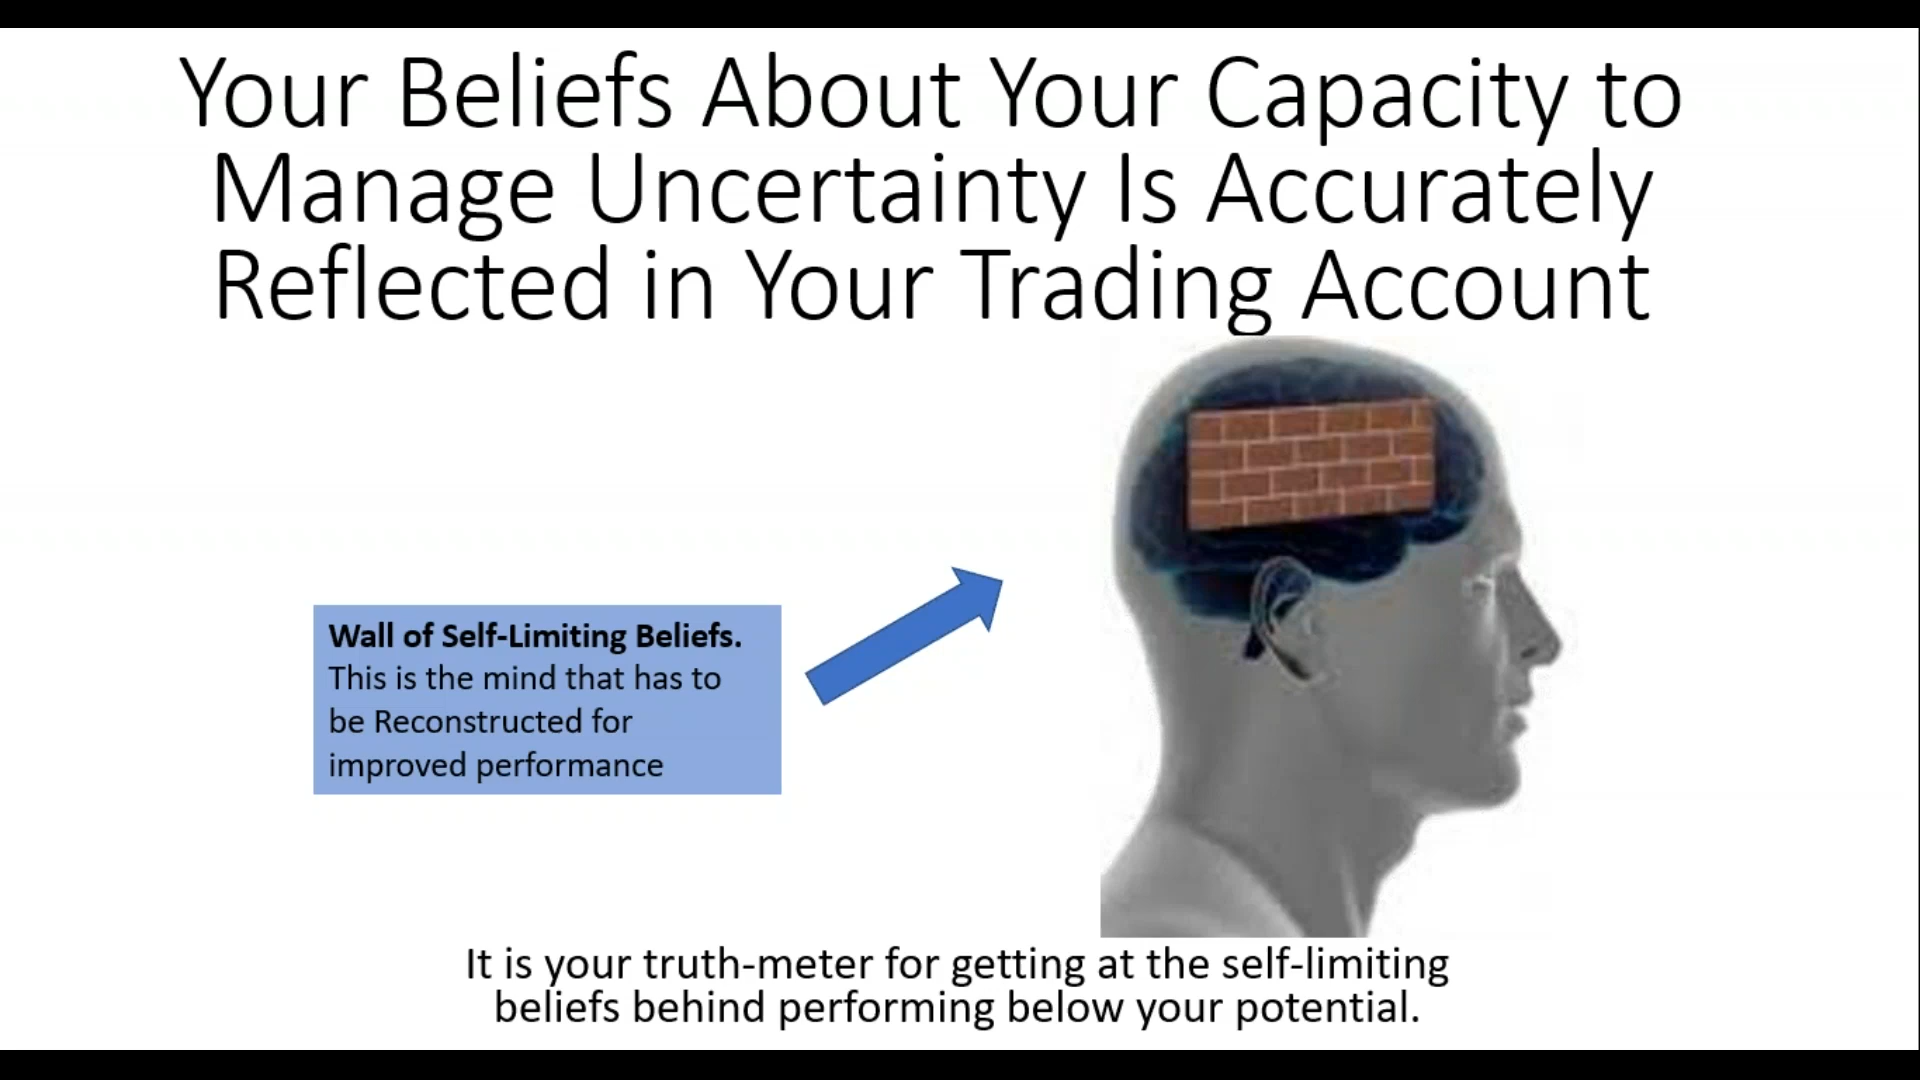 Your Beliefs About Your Capacity to
Manage Uncertainty Is Accurately
Reflected in Your Trading Account
Wall of Self-Limiting Beliefs.
This is the mind that has to
be Reconstructed for
improved performance
It is your truth-meter for getting at the self-limiting
beliefs behind performing below your potential.